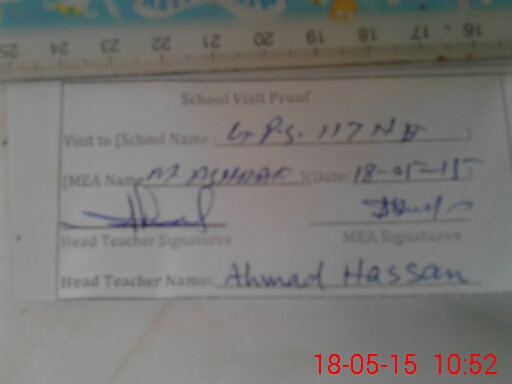 25 24 23 22 21 20 19 18 17 16
School Visit Proof
Visit to (School Name: G.P.S. 117 NB )
(MEA Name M ASHRAF )(Date: 18-05-15
Head Teacher Signatures MEA Signatures
Head Teacher Name: Ahmad Hassan
18-05-15 10:52